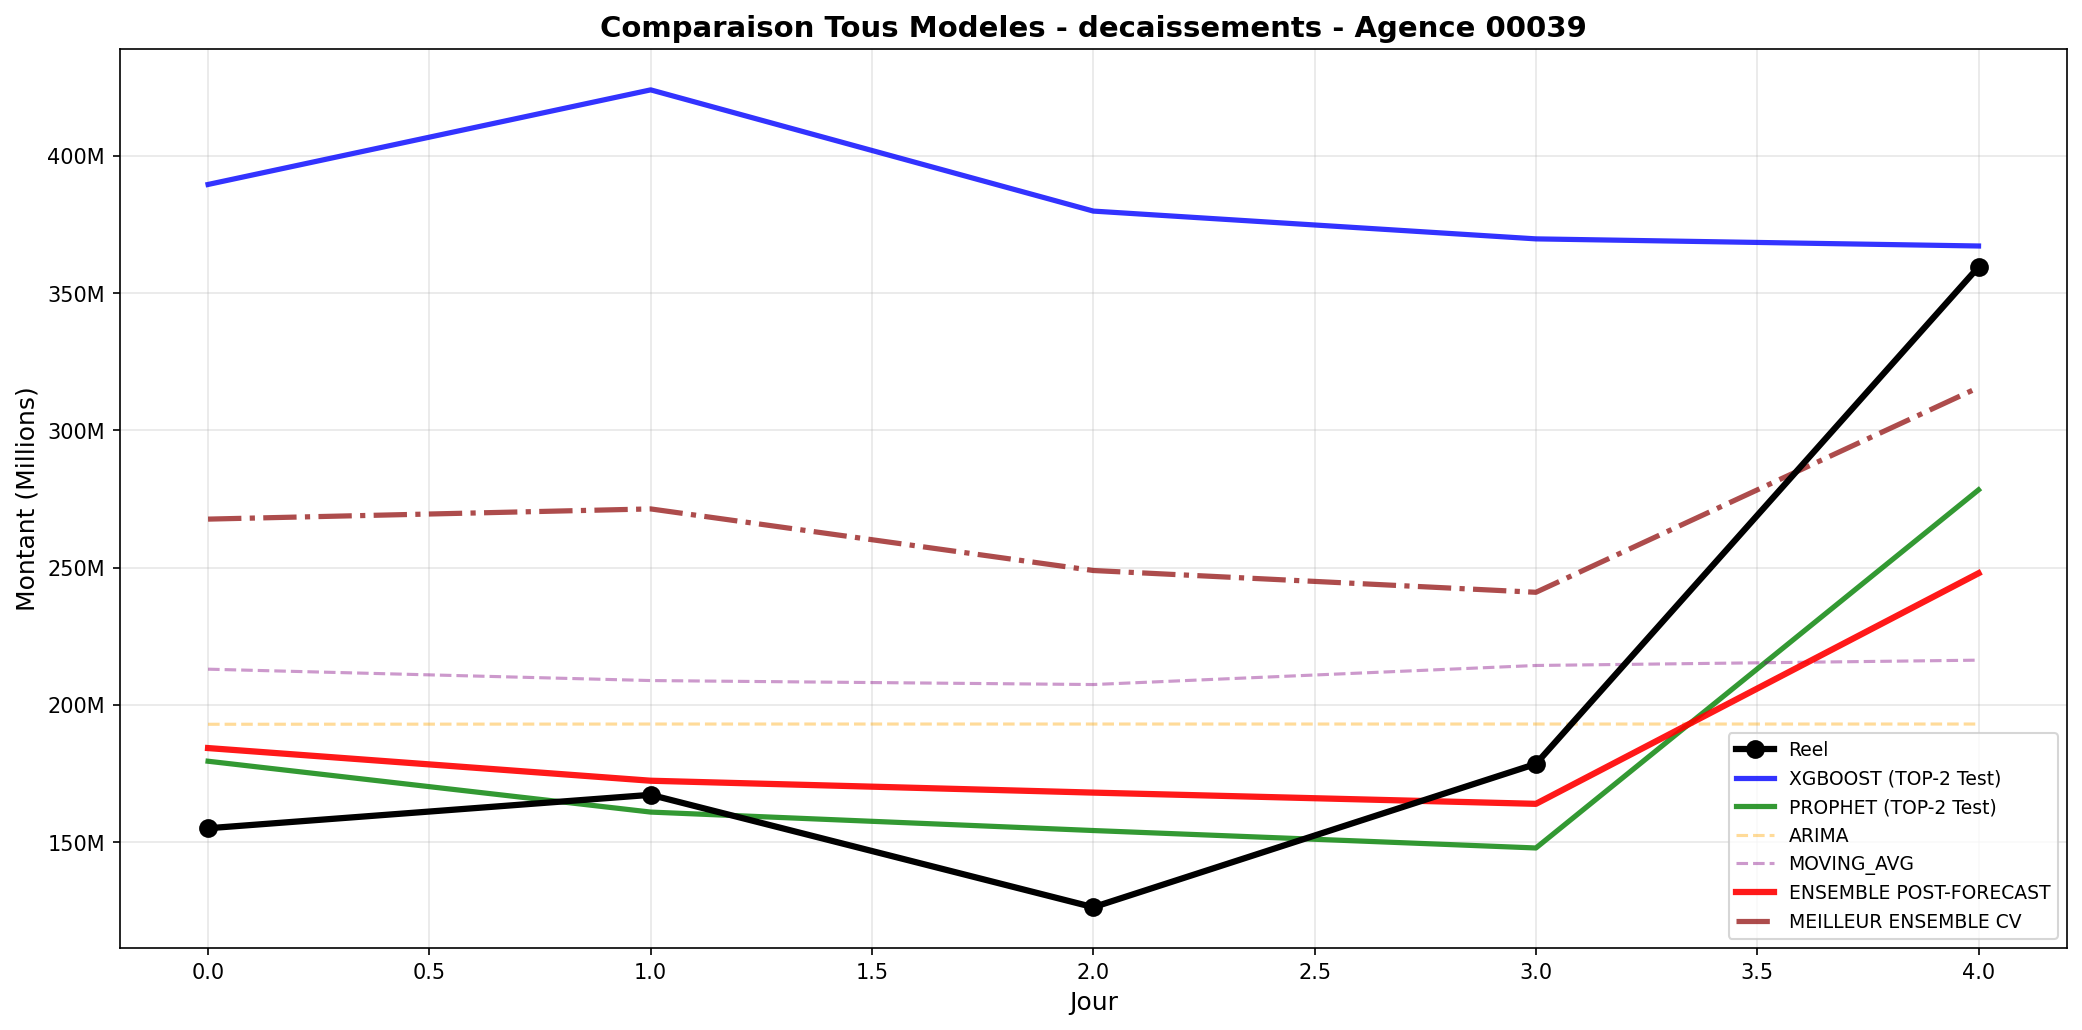 Comparaison Tous Modeles - decaissements - Agence 00039
Montant (Millions)
400M
350M
300M
250M
200M
150M
0.0 0.5 1.0 1.5 2.0 2.5 3.0 3.5 4.0
Jour
Reel
XGBOOST (TOP-2 Test)
PROPHET (TOP-2 Test)
ARIMA
MOVING_AVG
ENSEMBLE POST-FORECAST
MEILLEUR ENSEMBLE CV